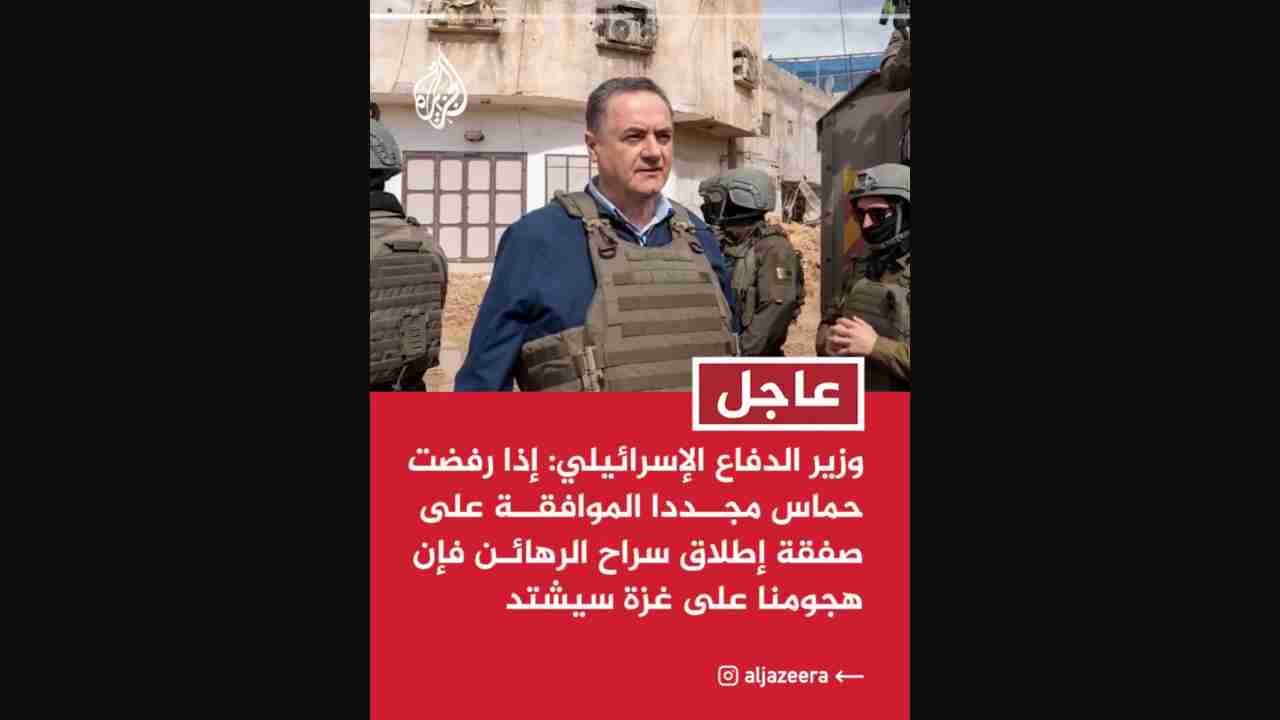 الجزيرة
عاجل
وزير الدفاع الإسرائيلي: إذا رفضت
حماس مجددا الموافقة على
صفقة إطلاق سراح الرهائن فإن
هجومنا على غزة سيشتد
aljazeera